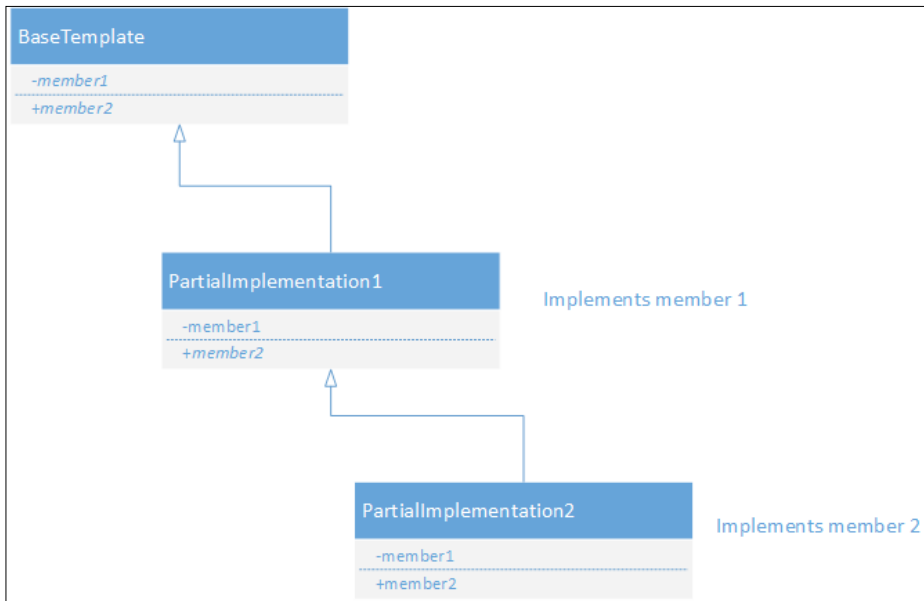 BaseTemplate
-member1
+member2
PartialImplementation1
Implements member 1
-member1
+member2
PartialImplementation2
Implements member 2
-member1
+member2